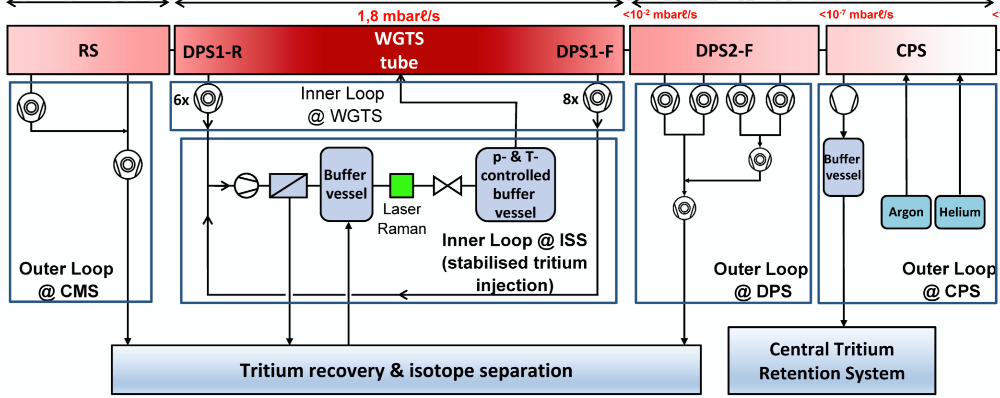 1,8 mbarℓ/s
<10-2 mbarℓ/s
<10-7 mbarℓ/s
<
RS
DPS1-R
WGTS
tube
DPS1-F
DPS2-F
CPS
6x
Inner Loop
@ WGTS
8x
Buffer
vessel
Laser
Raman
p- & T-
controlled
buffer
vessel
Inner Loop @ ISS
(stabilised tritium
injection)
Buffer
vessel
Argon
Helium
Outer Loop
@ CMS
Outer Loop
@ DPS
Outer Loop
@ CPS
Tritium recovery & isotope separation
Central Tritium
Retention System